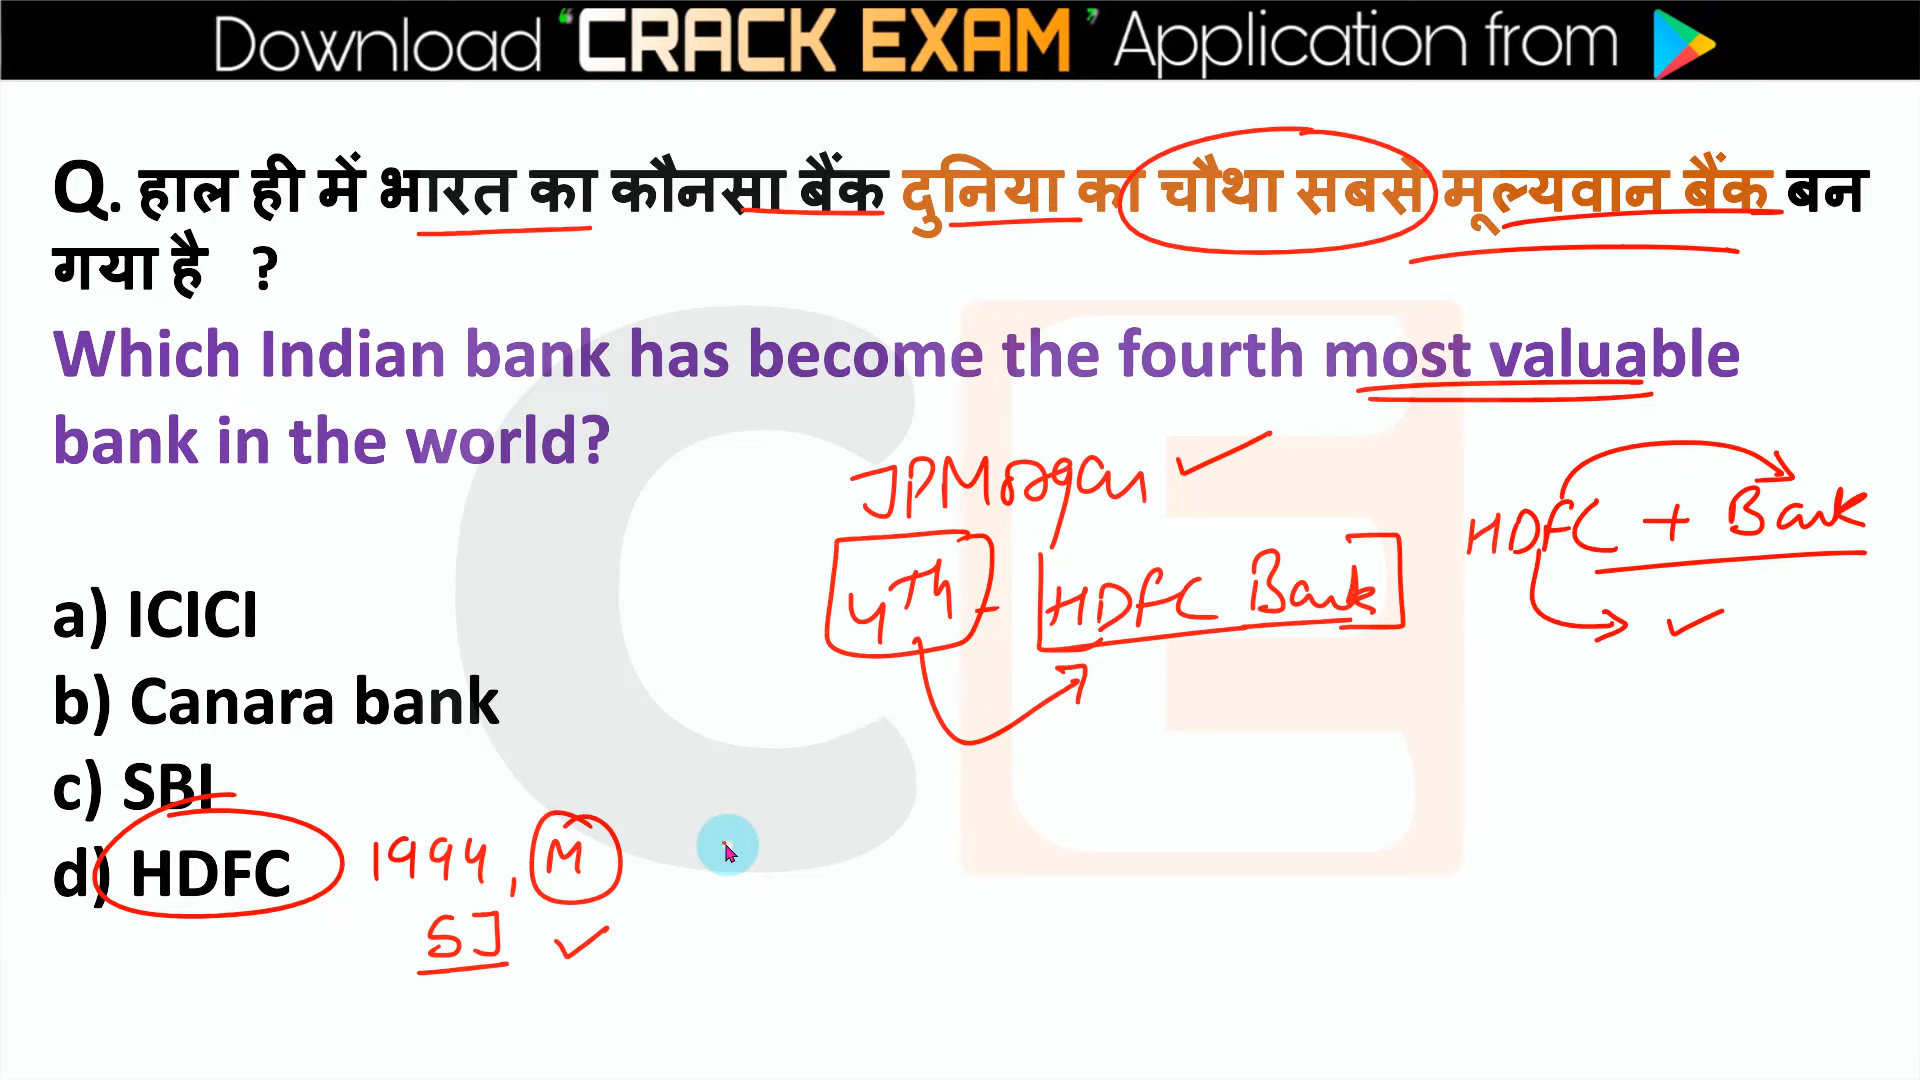 Download “CRACK EXAM” Application from
Q. हाल ही में भारत का कौनसा बैंक दुनिया का चौथा सबसे मूल्यवान बैंक बन
गया है ?
Which Indian bank has become the fourth most valuable
bank in the world?
JPMorgan
HDFC + Bank
4th - HDFC Bank
a) ICICI
b) Canara bank
c) SBI
d) HDFC 1994, M
SJ
CE